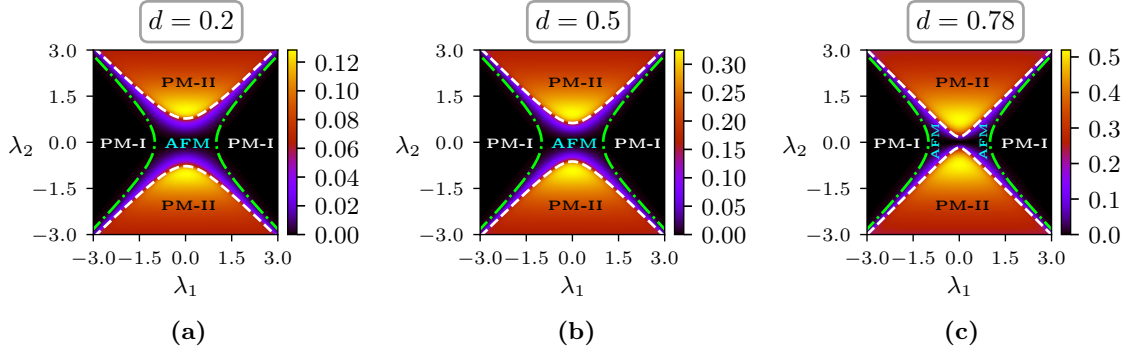 d = 0.2
3.0
1.5
λ₂ 0.0
−1.5
−3.0
PM-II
PM-I AFM PM-I
PM-II
−3.0 −1.5 0.0 1.5 3.0
λ₁
0.12
0.10
0.08
0.06
0.04
0.02
0.00
(a)
d = 0.5
3.0
1.5
λ₂ 0.0
−1.5
−3.0
PM-II
PM-I AFM PM-I
PM-II
−3.0 −1.5 0.0 1.5 3.0
λ₁
0.30
0.25
0.20
0.15
0.10
0.05
0.00
(b)
d = 0.78
3.0
1.5
λ₂ 0.0
−1.5
−3.0
PM-II
PM-I AFM AFM PM-I
PM-II
−3.0 −1.5 0.0 1.5 3.0
λ₁
0.5
0.4
0.3
0.2
0.1
0.0
(c)